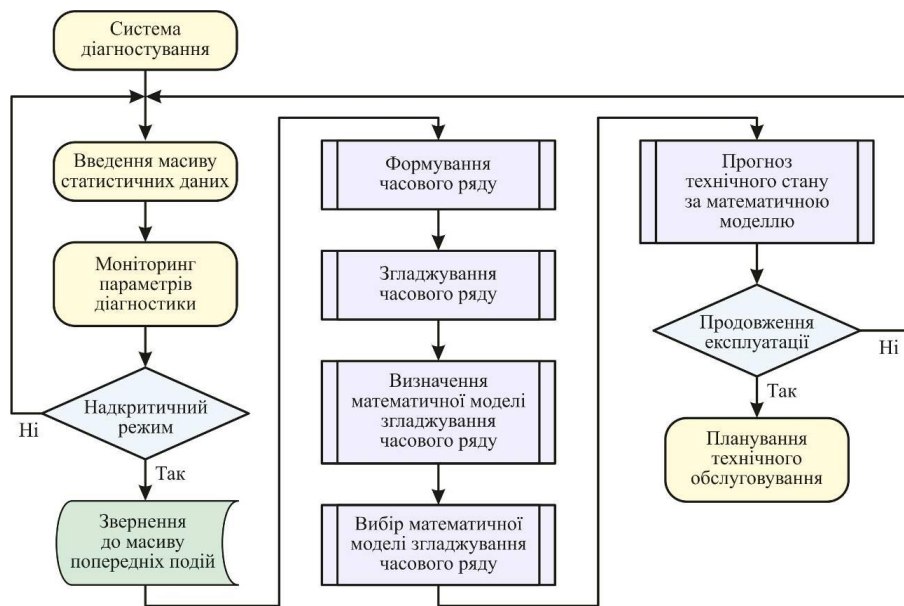 Система
діагностування
Введення масиву
статистичних даних
Моніторинг
параметрів
діагностики
Надкритичний
режим
Ні
Так
Звернення
до масиву
попередніх подій
Формування
часового ряду
Згладжування
часового ряду
Визначення
математичної моделі
згладжування
часового ряду
Вибір математичної
моделі згладжування
часового ряду
Прогноз
технічного стану
за математичною
моделлю
Продовження
експлуатації
Ні
Так
Планування
технічного
обслуговування